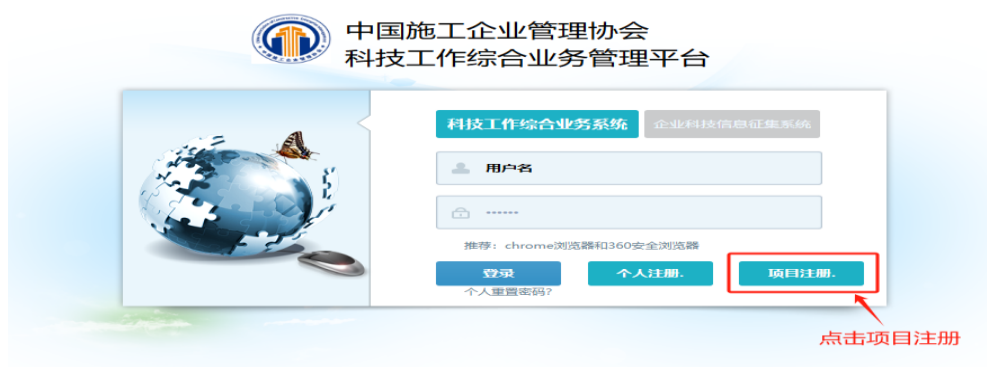 中国施工企业管理协会
科技工作综合业务管理平台
科技工作综合业务系统 企业科技信息征集系统
用户名
······
推荐：chrome浏览器和360安全浏览器
登录 个人注册. 项目注册.
个人重置密码?
点击项目注册